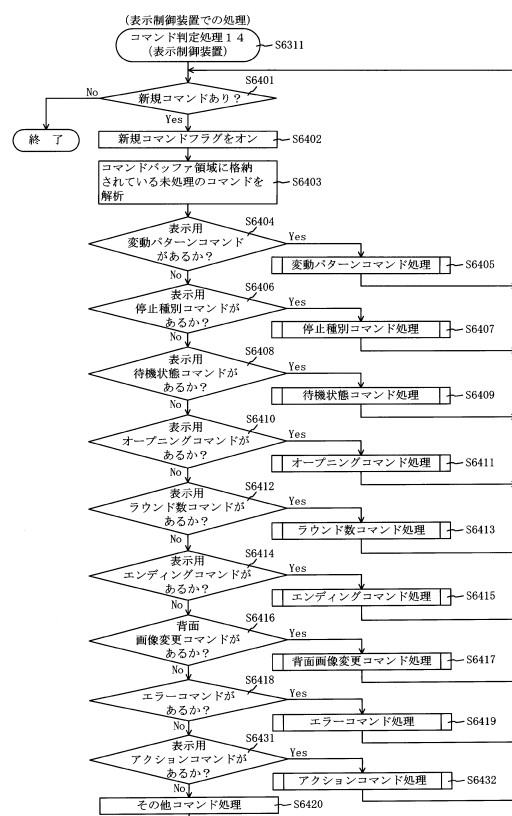 (表示制御装置での処理)
コマンド判定処理14
(表示制御装置)
S6311
S6401
新規コマンドあり?
No
Yes
終 了
新規コマンドフラグをオン
S6402
コマンドバッファ領域に格納
されている未処理のコマンドを
解析
S6403
S6404
表示用
変動パターンコマンド
があるか?
Yes
No
変動パターンコマンド処理
S6405
S6406
表示用
停止種別コマンドが
あるか?
Yes
No
停止種別コマンド処理
S6407
S6408
表示用
待機状態コマンドが
あるか?
Yes
No
待機状態コマンド処理
S6409
S6410
表示用
オープニングコマンドが
あるか?
Yes
No
オープニングコマンド処理
S6411
S6412
表示用
ラウンド数コマンドが
あるか?
Yes
No
ラウンド数コマンド処理
S6413
S6414
表示用
エンディングコマンドが
あるか?
Yes
No
エンディングコマンド処理
S6415
S6416
背面
画像変更コマンドが
あるか?
Yes
No
背面画像変更コマンド処理
S6417
S6418
エラーコマンドが
あるか?
Yes
No
エラーコマンド処理
S6419
S6431
表示用
アクションコマンドが
あるか?
Yes
No
アクションコマンド処理
S6432
その他コマンド処理
S6420